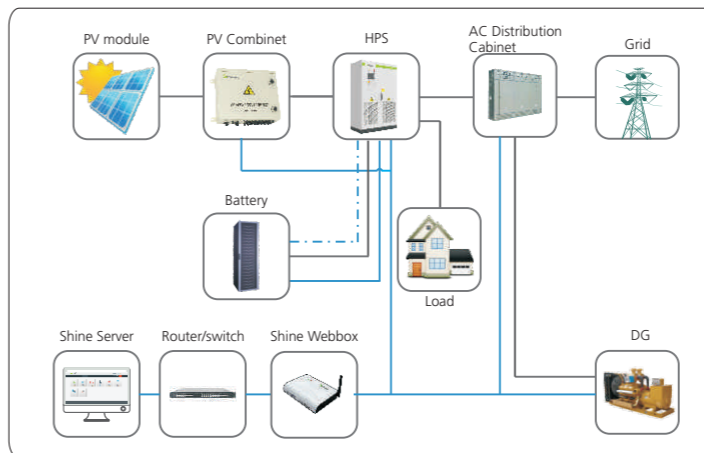 PV module
PV Combinet
HPS
AC Distribution
Cabinet
Grid
Battery
Load
Shine Server
Router/switch
Shine Webbox
DG